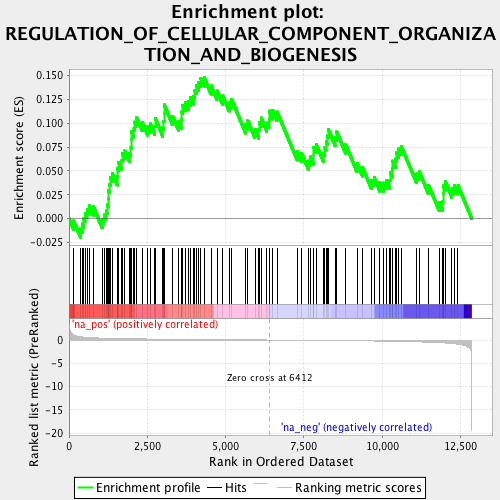 Enrichment plot:
REGULATION_OF_CELLULAR_COMPONENT_ORGANIZA
TION_AND_BIOGENESIS
Enrichment score (ES)
0.150
0.125
0.100
0.075
0.050
0.025
0.000
-0.025
'na_pos' (positively correlated)
Ranked list metric (PreRanked)
0
-5
-10
-15
-20
Zero cross at 6412
'na_neg' (negatively correlated)
0
2,500
5,000
7,500
10,000
12,500
Rank in Ordered Dataset
Enrichment profile
Hits
Ranking metric scores